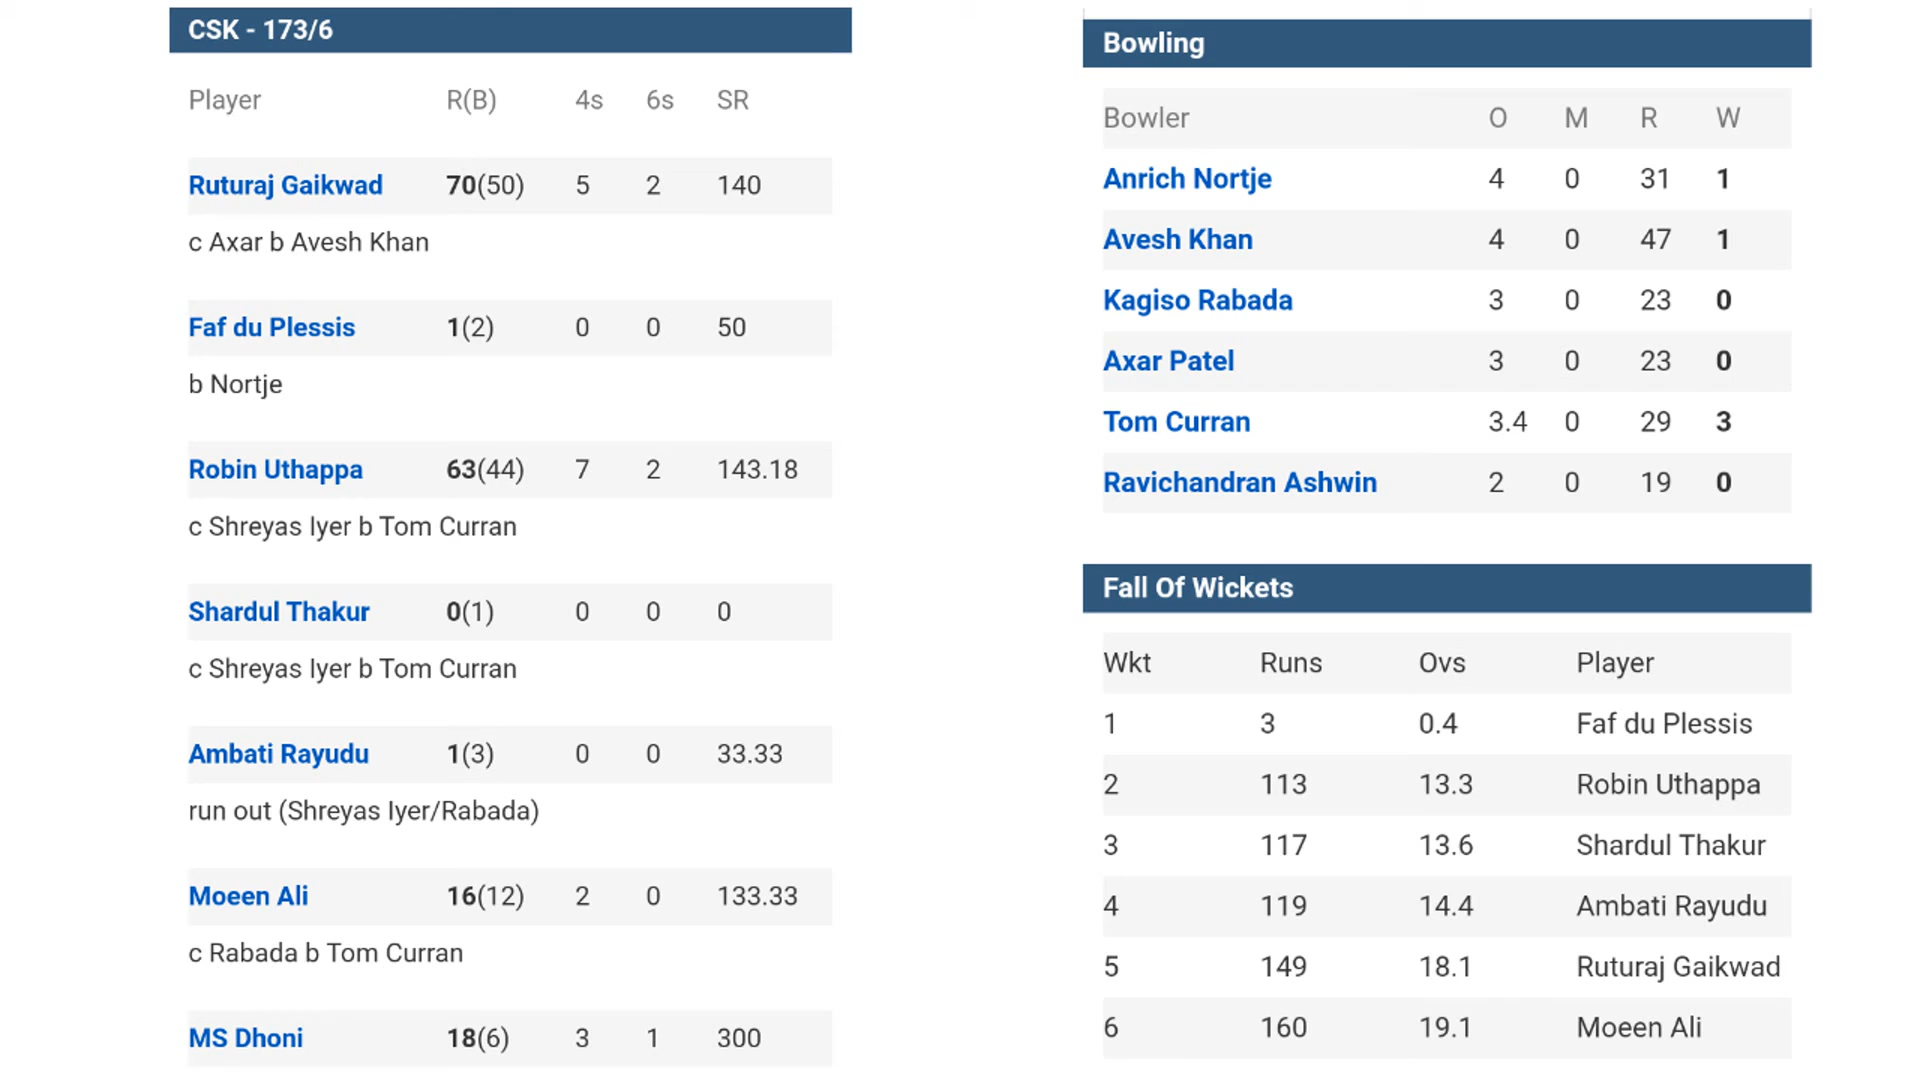 CSK - 173/6
Player R(B) 4s 6s SR
Ruturaj Gaikwad 70(50) 5 2 140
c Axar b Avesh Khan
Faf du Plessis 1(2) 0 0 50
b Nortje
Robin Uthappa 63(44) 7 2 143.18
c Shreyas Iyer b Tom Curran
Shardul Thakur 0(1) 0 0 0
c Shreyas Iyer b Tom Curran
Ambati Rayudu 1(3) 0 0 33.33
run out (Shreyas Iyer/Rabada)
Moeen Ali 16(12) 2 0 133.33
c Rabada b Tom Curran
MS Dhoni 18(6) 3 1 300
Bowling
Bowler O M R W
Anrich Nortje 4 0 31 1
Avesh Khan 4 0 47 1
Kagiso Rabada 3 0 23 0
Axar Patel 3 0 23 0
Tom Curran 3.4 0 29 3
Ravichandran Ashwin 2 0 19 0
Fall Of Wickets
Wkt Runs Ovs Player
1 3 0.4 Faf du Plessis
2 113 13.3 Robin Uthappa
3 117 13.6 Shardul Thakur
4 119 14.4 Ambati Rayudu
5 149 18.1 Ruturaj Gaikwad
6 160 19.1 Moeen Ali